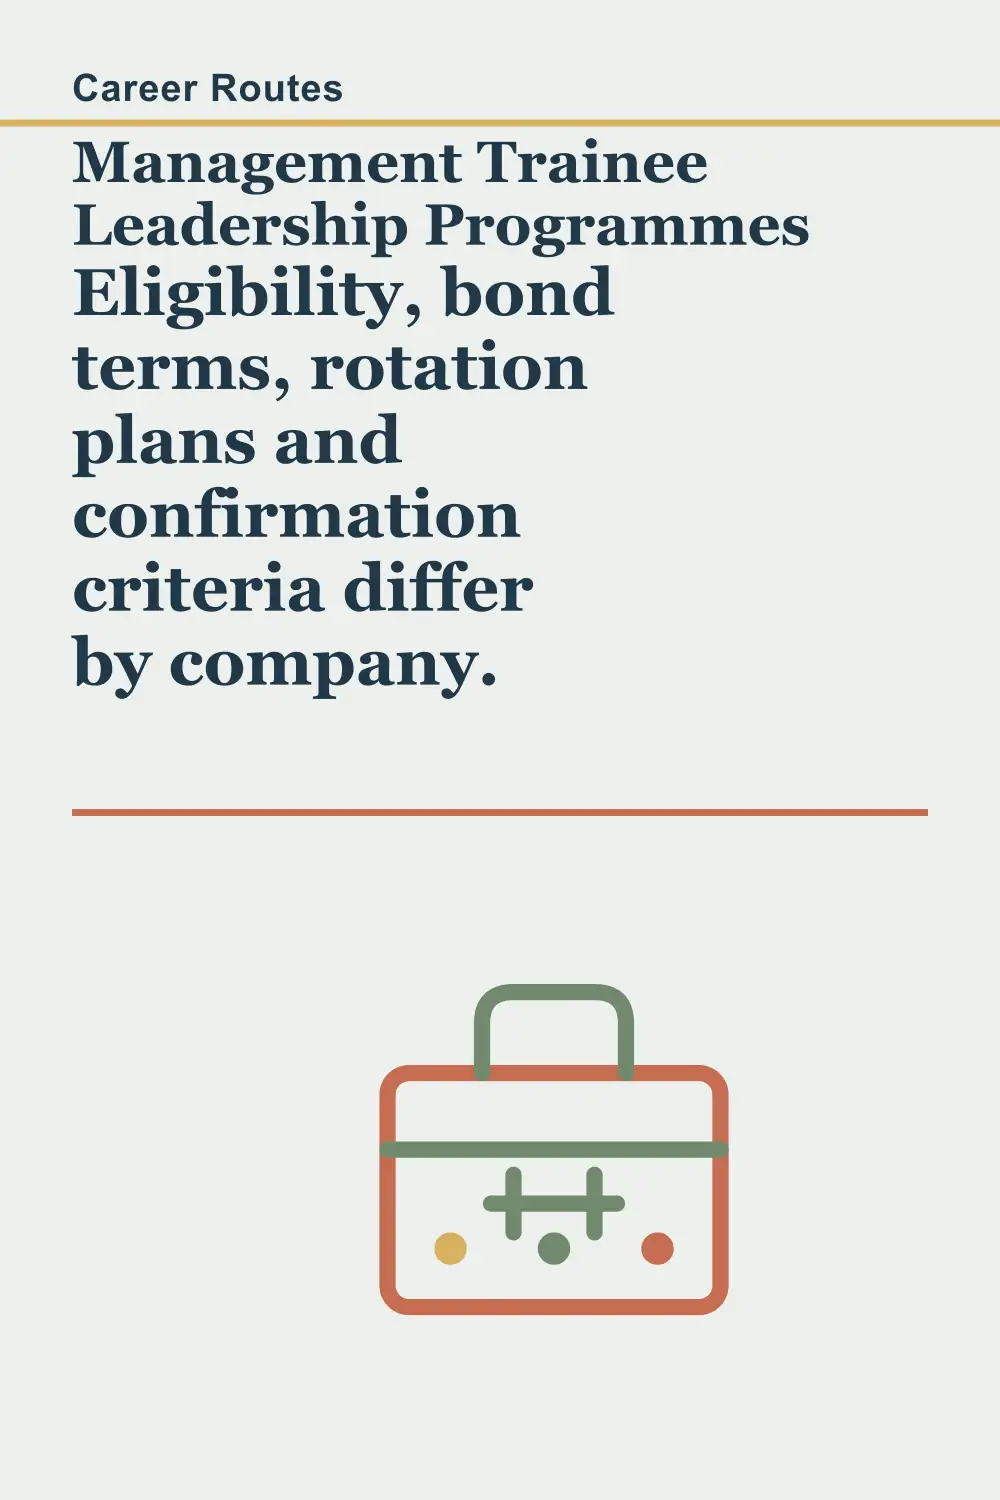 Career Routes
Management Trainee
Leadership Programmes
Eligibility, bond
terms, rotation
plans and
confirmation
criteria differ
by company.